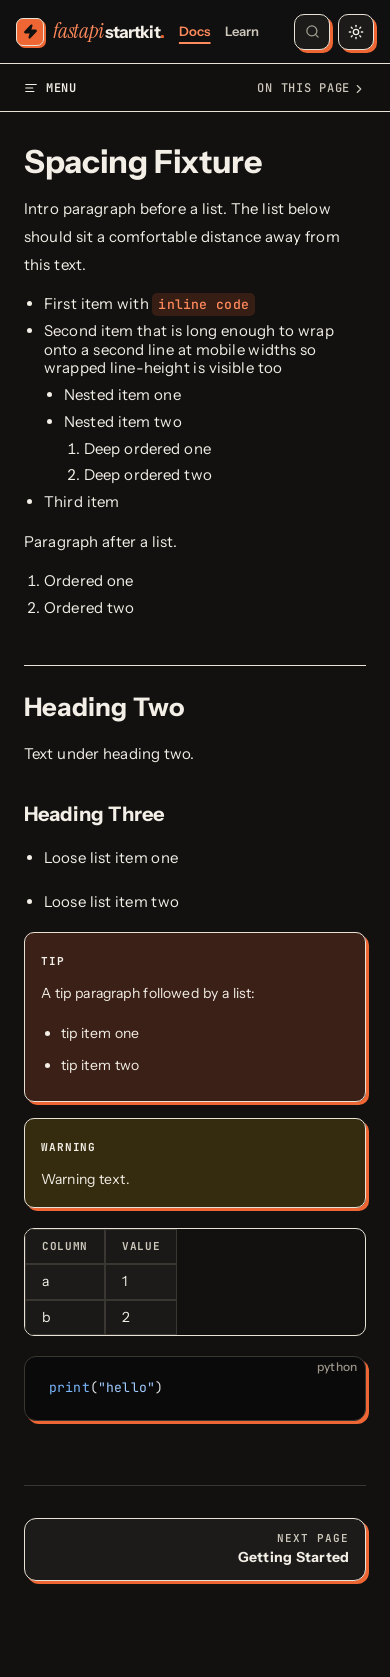 fastapi startkit. Docs Learn
MENU ON THIS PAGE
Spacing Fixture
Intro paragraph before a list. The list below
should sit a comfortable distance away from
this text.
• First item with inline code
• Second item that is long enough to wrap
onto a second line at mobile widths so
wrapped line-height is visible too
• Nested item one
• Nested item two
1. Deep ordered one
2. Deep ordered two
• Third item
Paragraph after a list.
1. Ordered one
2. Ordered two
Heading Two
Text under heading two.
Heading Three
• Loose list item one
• Loose list item two
TIP
A tip paragraph followed by a list:
• tip item one
• tip item two
WARNING
Warning text.
COLUMN VALUE
a 1
b 2
python
print("hello")
NEXT PAGE
Getting Started